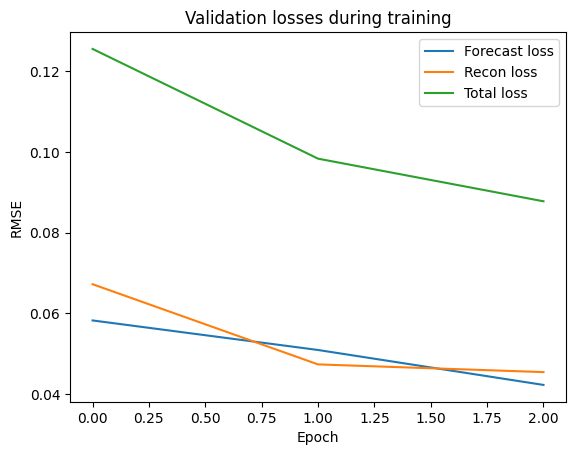 Validation losses during training
Forecast loss
Recon loss
Total loss
RMSE
0.12
0.10
0.08
0.06
0.04
0.00 0.25 0.50 0.75 1.00 1.25 1.50 1.75 2.00
Epoch